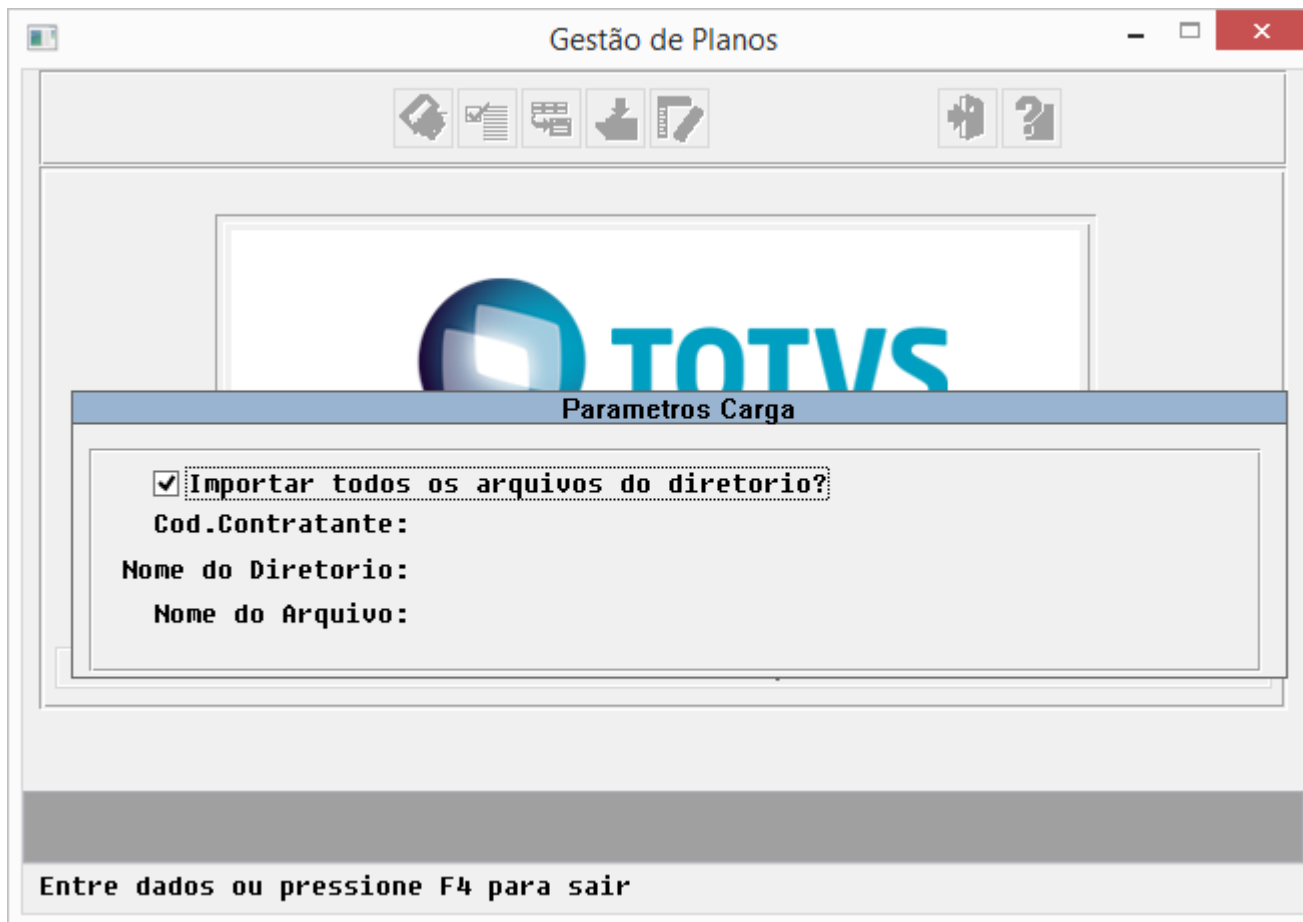 Gestão de Planos
TOTVS
Parametros Carga
Importar todos os arquivos do diretorio?
Cod.Contratante:
Nome do Diretorio:
Nome do Arquivo:
Entre dados ou pressione F4 para sair